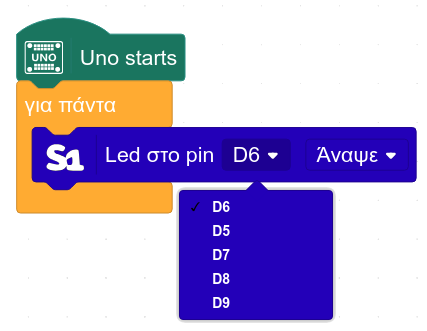 UNO Uno starts
για πάντα
S1 Led στο pin D6 Άναψε
✓ D6
D5
D7
D8
D9